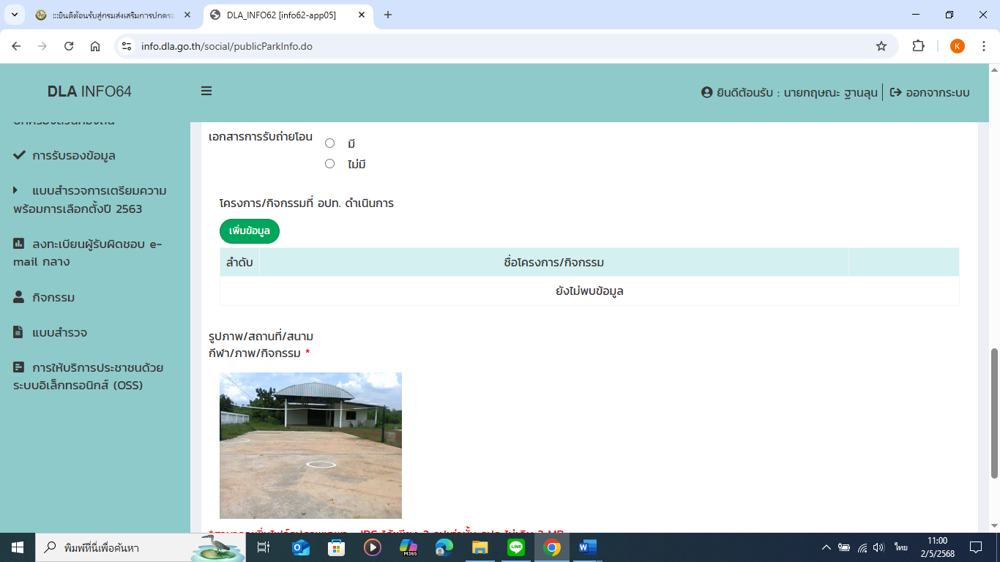 :::ยินดีต้อนรับสู่กรมส่งเสริมการปกคร
DLA_INFO62 [info62-app05]
info.dla.go.th/social/publicParkInfo.do
K
DLA INFO64
ยินดีต้อนรับ : นายกฤษณะ ฐานลุน
ออกจากระบบ
การรับรองข้อมูล
แบบสำรวจการเตรียมความ
พร้อมการเลือกตั้งปี 2563
ลงทะเบียนผู้รับผิดชอบ e-
mail กลาง
กิจกรรม
แบบสำรวจ
การให้บริการประชาชนด้วย
ระบบอิเล็กทรอนิกส์ (OSS)
เอกสารการรับถ่ายโอน
มี
ไม่มี
โครงการ/กิจกรรมที่ อปท. ดำเนินการ
เพิ่มข้อมูล
ลำดับ ชื่อโครงการ/กิจกรรม
ยังไม่พบข้อมูล
รูปภาพ/สถานที่/สนาม
กีฬา/ภาพ/กิจกรรม *
พิมพ์ที่นี่เพื่อค้นหา
M365
LINE
ไทย
11:00
2/5/2568